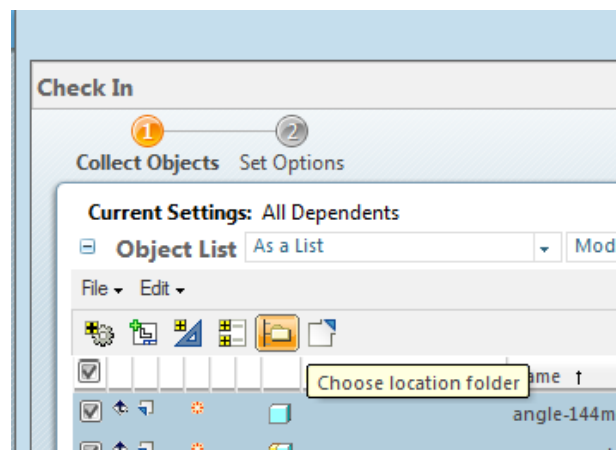 Check In
1 2
Collect Objects Set Options
Current Settings: All Dependents
Object List As a List Mod
File Edit
Choose location folder ame ↑
angle-144m